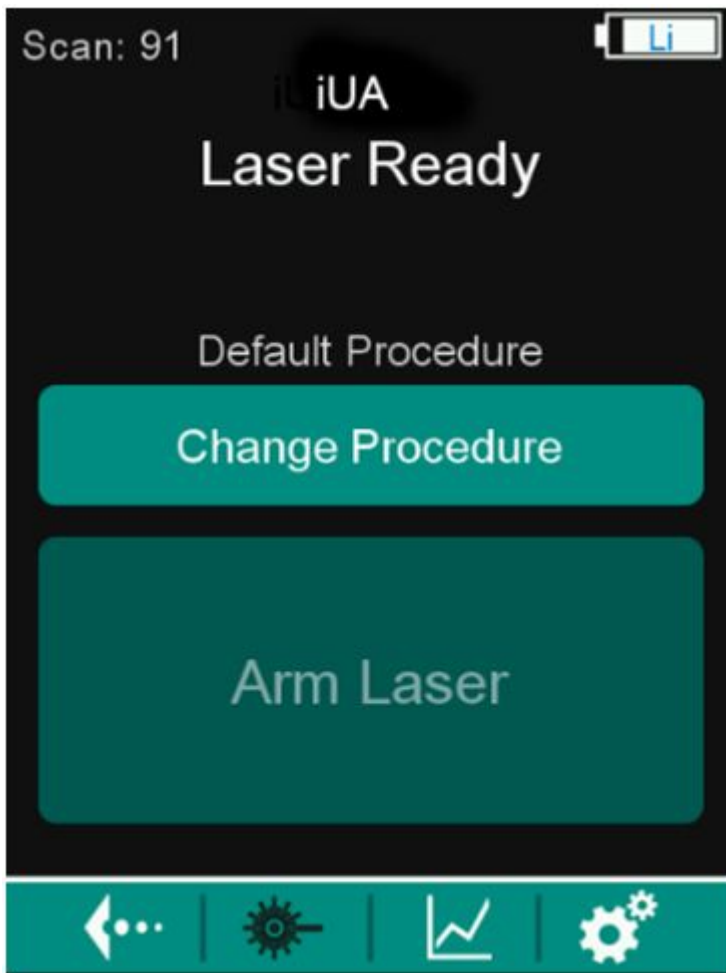 Scan: 91
Li
iUA
Laser Ready
Default Procedure
Change Procedure
Arm Laser